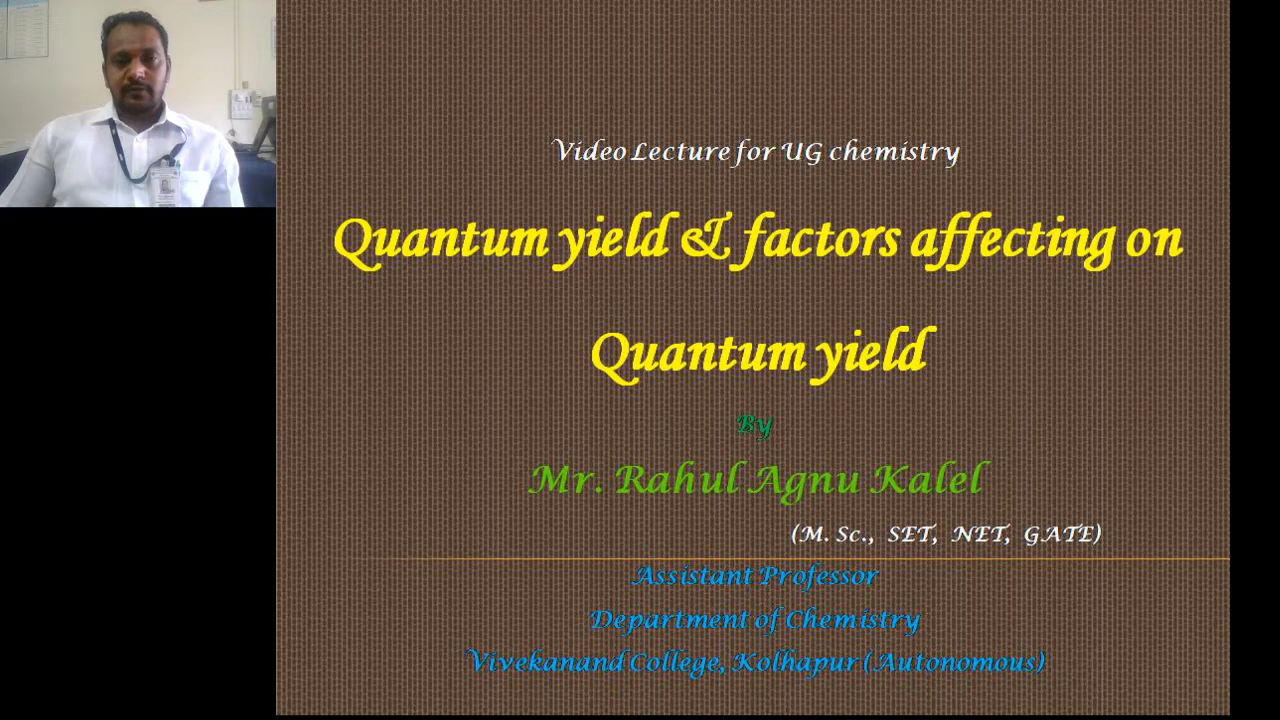 Video Lecture for UG chemistry
Quantum yield & factors affecting on
Quantum yield
By
Mr. Rahul Agnu Kalel
(M. Sc., SET, NET, GATE)
Assistant Professor
Department of Chemistry
Vivekanand College, Kolhapur (Autonomous)